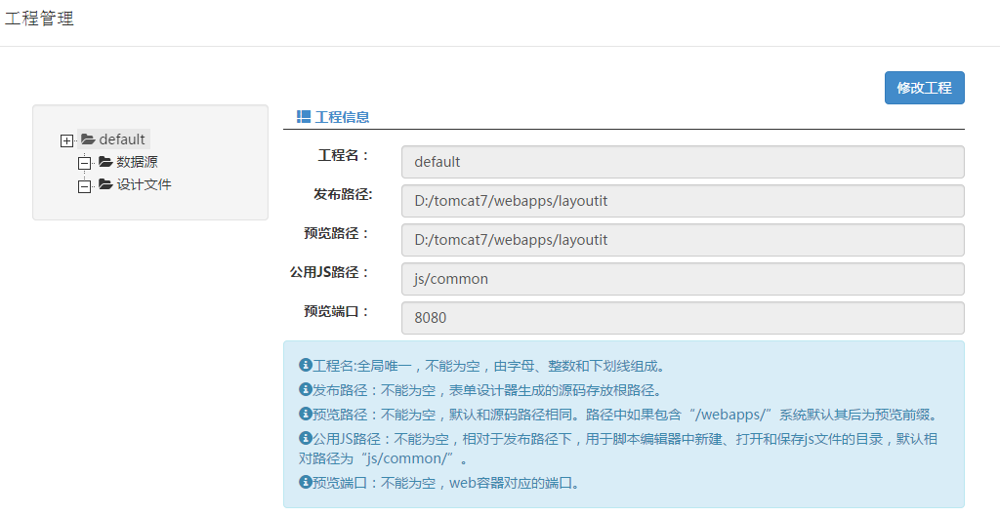 工程管理
修改工程
default
数据源
设计文件
工程信息
工程名：
default
发布路径:
D:/tomcat7/webapps/layoutit
预览路径：
D:/tomcat7/webapps/layoutit
公用JS路径：
js/common
预览端口：
8080
工程名:全局唯一，不能为空，由字母、整数和下划线组成。
发布路径：不能为空，表单设计器生成的源码存放根路径。
预览路径：不能为空，默认和源码路径相同。路径中如果包含“/webapps/”系统默认其后为预览前缀。
公用JS路径：不能为空，相对于发布路径下，用于脚本编辑器中新建、打开和保存js文件的目录，默认相
对路径为“js/common/”。
预览端口：不能为空，web容器对应的端口。